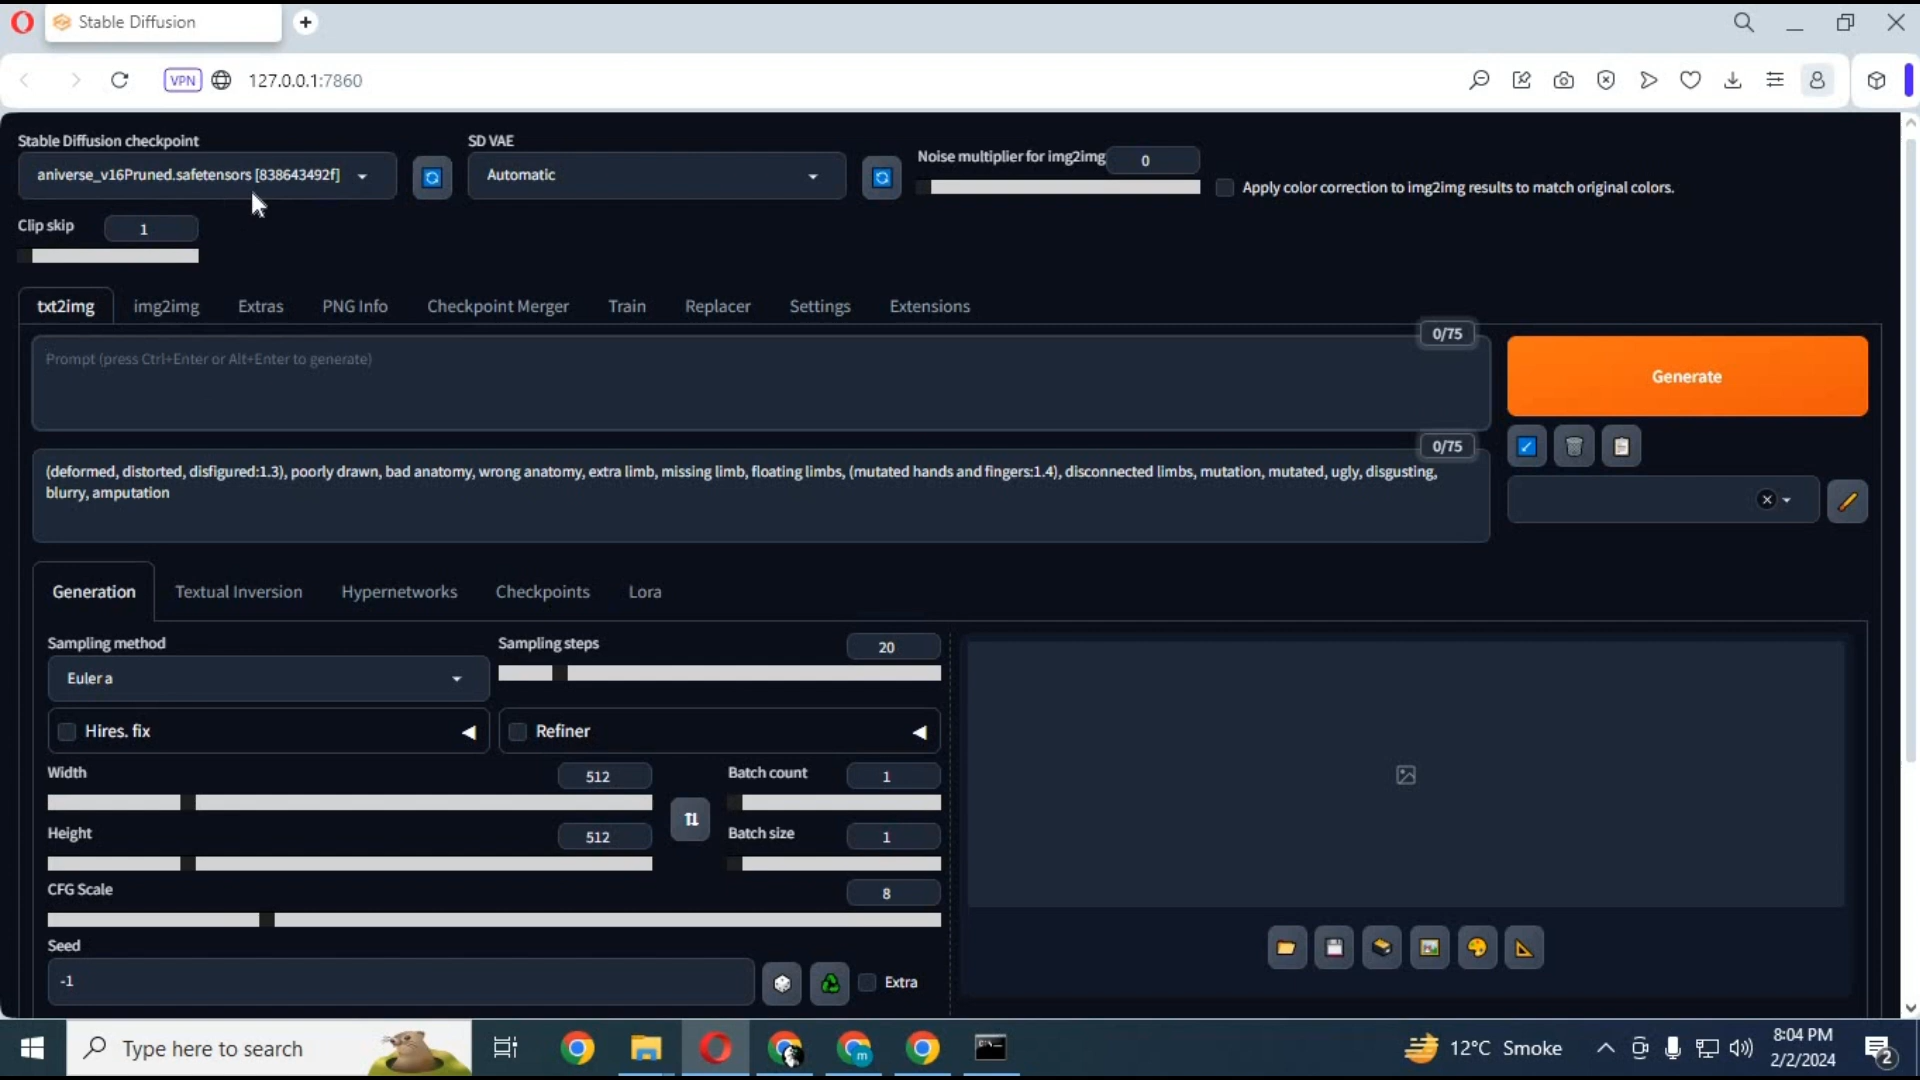 Stable Diffusion
VPN 127.0.0.1:7860
Stable Diffusion checkpoint
aniverse_v16Pruned.safetensors [838643492f]
SD VAE
Automatic
Noise multiplier for img2img 0
Apply color correction to img2img results to match original colors.
Clip skip 1
txt2img img2img Extras PNG Info Checkpoint Merger Train Replacer Settings Extensions
0/75
Prompt (press Ctrl+Enter or Alt+Enter to generate)
Generate
0/75
(deformed, distorted, disfigured:1.3), poorly drawn, bad anatomy, wrong anatomy, extra limb, missing limb, floating limbs, (mutated hands and fingers:1.4), disconnected limbs, mutation, mutated, ugly, disgusting,
blurry, amputation
Generation Textual Inversion Hypernetworks Checkpoints Lora
Sampling method
Euler a
Sampling steps 20
Hires. fix
Refiner
Width 512
Batch count 1
Height 512
Batch size 1
CFG Scale 8
Seed
-1
Extra
Type here to search
m
12°C Smoke
8:04 PM
2/2/2024
2